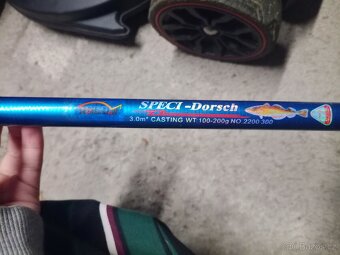 SPECI-Dorsch
3.0m* CASTING WT: 100-200g NO.2200-300